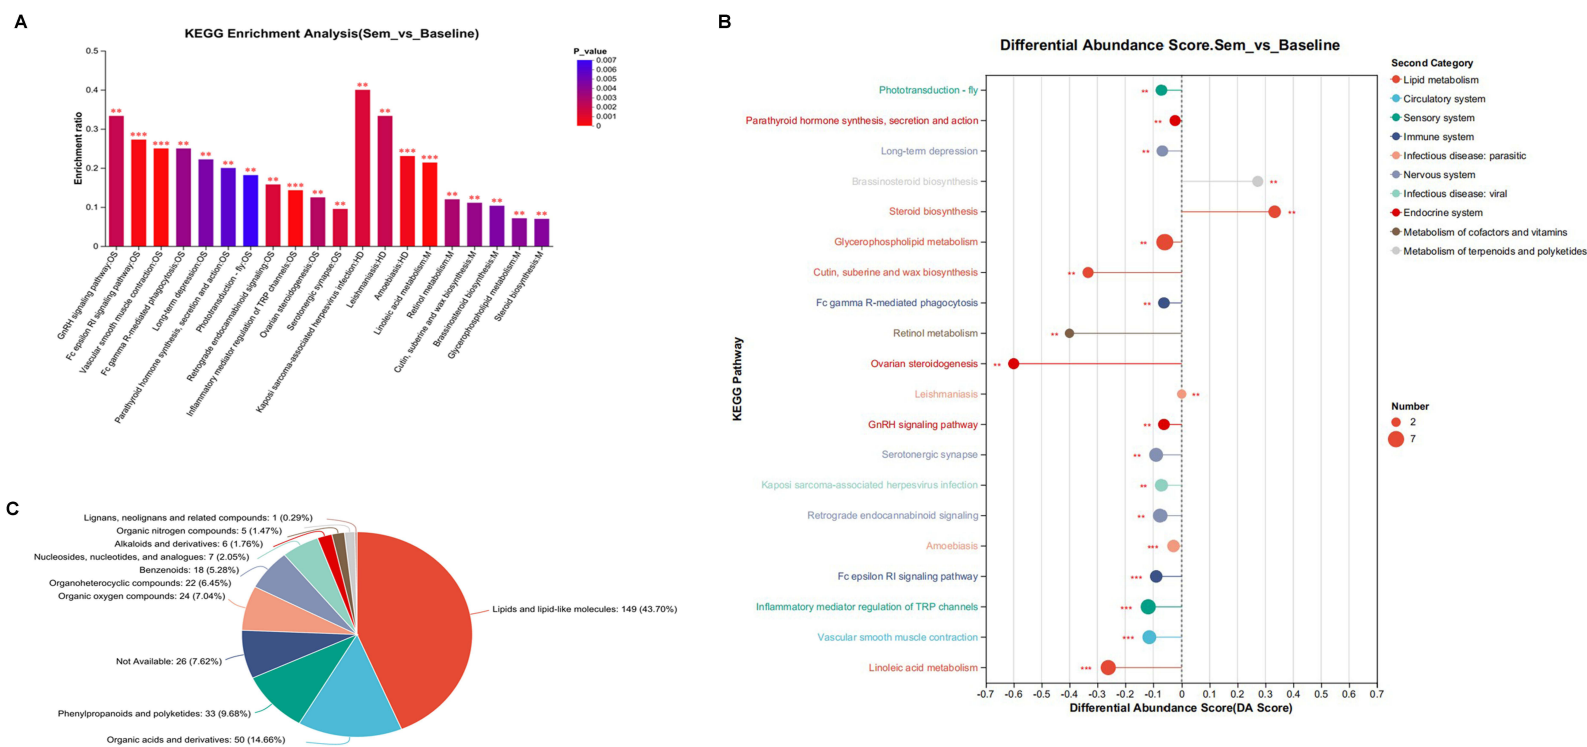 A
KEGG Enrichment Analysis(Sem_vs_Baseline)
P_value
0.007
0.006
0.005
0.003
0.002
0.001
0
Enrichment ratio
0.5
0.4
0.3
0.2
0.1
0
**
***
***
**
**
**
**
**
***
**
**
**
**
***
***
**
**
**
**
**
GnRH signaling pathway:OS
Fc epsilon RI signaling pathway:OS
Vascular smooth muscle contraction:OS
Fc gamma R-mediated phagocytosis:OS
Long-term depression:OS
Parathyroid hormone synthesis, secretion and action:OS
Phototransduction - fly:OS
Retrograde endocannabinoid signaling:OS
Inflammatory mediator regulation of TRP channels:OS
Ovarian steroidogenesis:OS
Serotonergic synapse:OS
Kaposi sarcoma-associated herpesvirus infection:HD
Leishmaniasis:HD
Amoebiasis:HD
Linoleic acid metabolism:M
Retinol metabolism:M
Cutin, suberine and wax biosynthesis:M
Brassinosteroid biosynthesis:M
Glycerophospholipid metabolism:M
Steroid biosynthesis:M
B
Differential Abundance Score.Sem_vs_Baseline
KEGG Pathway
Phototransduction - fly **
Parathyroid hormone synthesis, secretion and action **
Long-term depression **
Brassinosteroid biosynthesis **
Steroid biosynthesis **
Glycerophospholipid metabolism **
Cutin, suberine and wax biosynthesis **
Fc gamma R-mediated phagocytosis **
Retinol metabolism **
Ovarian steroidogenesis **
Leishmaniasis **
GnRH signaling pathway **
Serotonergic synapse **
Kaposi sarcoma-associated herpesvirus infection **
Retrograde endocannabinoid signaling **
Amoebiasis ***
Fc epsilon RI signaling pathway ***
Inflammatory mediator regulation of TRP channels ***
Vascular smooth muscle contraction ***
Linoleic acid metabolism ***
-0.7 -0.6 -0.5 -0.4 -0.3 -0.2 -0.1 0 0.1 0.2 0.3 0.4 0.5 0.6 0.7
Differential Abundance Score(DA Score)
Second Category
Lipid metabolism
Circulatory system
Sensory system
Immune system
Infectious disease: parasitic
Nervous system
Infectious disease: viral
Endocrine system
Metabolism of cofactors and vitamins
Metabolism of terpenoids and polyketides
Number
2
7
C
Lignans, neolignans and related compounds: 1 (0.29%)
Organic nitrogen compounds: 5 (1.47%)
Alkaloids and derivatives: 6 (1.76%)
Nucleosides, nucleotides, and analogues: 7 (2.05%)
Benzenoids: 18 (5.28%)
Organoheterocyclic compounds: 22 (6.45%)
Organic oxygen compounds: 24 (7.04%)
Not Available: 26 (7.62%)
Phenylpropanoids and polyketides: 33 (9.68%)
Organic acids and derivatives: 50 (14.66%)
Lipids and lipid-like molecules: 149 (43.70%)